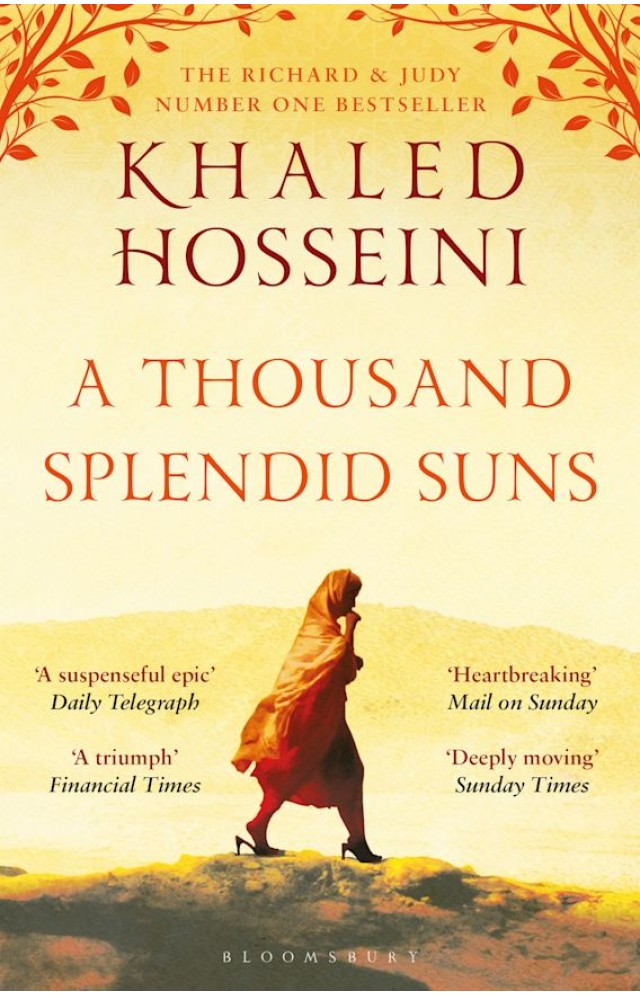 THE RICHARD & JUDY
NUMBER ONE BESTSELLER
KHALED
HOSSEINI
A THOUSAND
SPLENDID SUNS
‘A suspenseful epic’
Daily Telegraph
‘Heartbreaking’
Mail on Sunday
‘A triumph’
Financial Times
‘Deeply moving’
Sunday Times
BLOOMSBURY